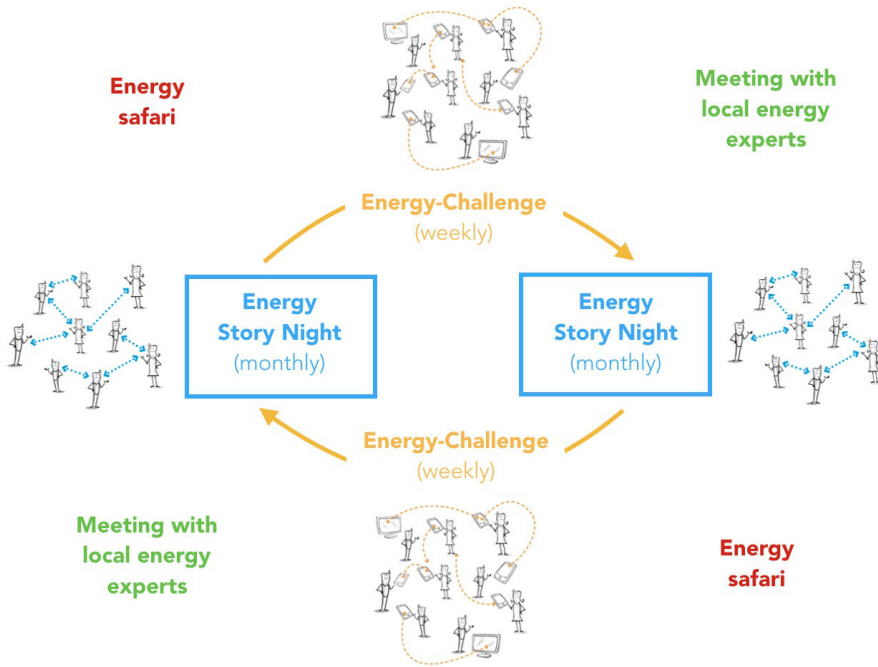 Energy
safari
Meeting with
local energy
experts
Energy-Challenge
(weekly)
Energy
Story Night
(monthly)
Energy
Story Night
(monthly)
Energy-Challenge
(weekly)
Meeting with
local energy
experts
Energy
safari